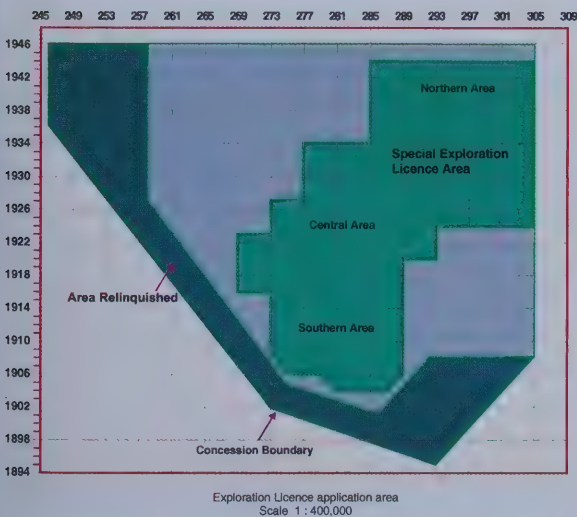 245 249 253 257 261 265 269 273 277 281 285 289 293 297 301 305 309
1946
1942
1938
1934
1930
1926
1922
1918
1914
1910
1906
1902
1898
1894
Northern Area
Special Exploration
Licence Area
Central Area
Area Relinquished
Southern Area
Concession Boundary
Exploration Licence application area
Scale 1 : 400,000